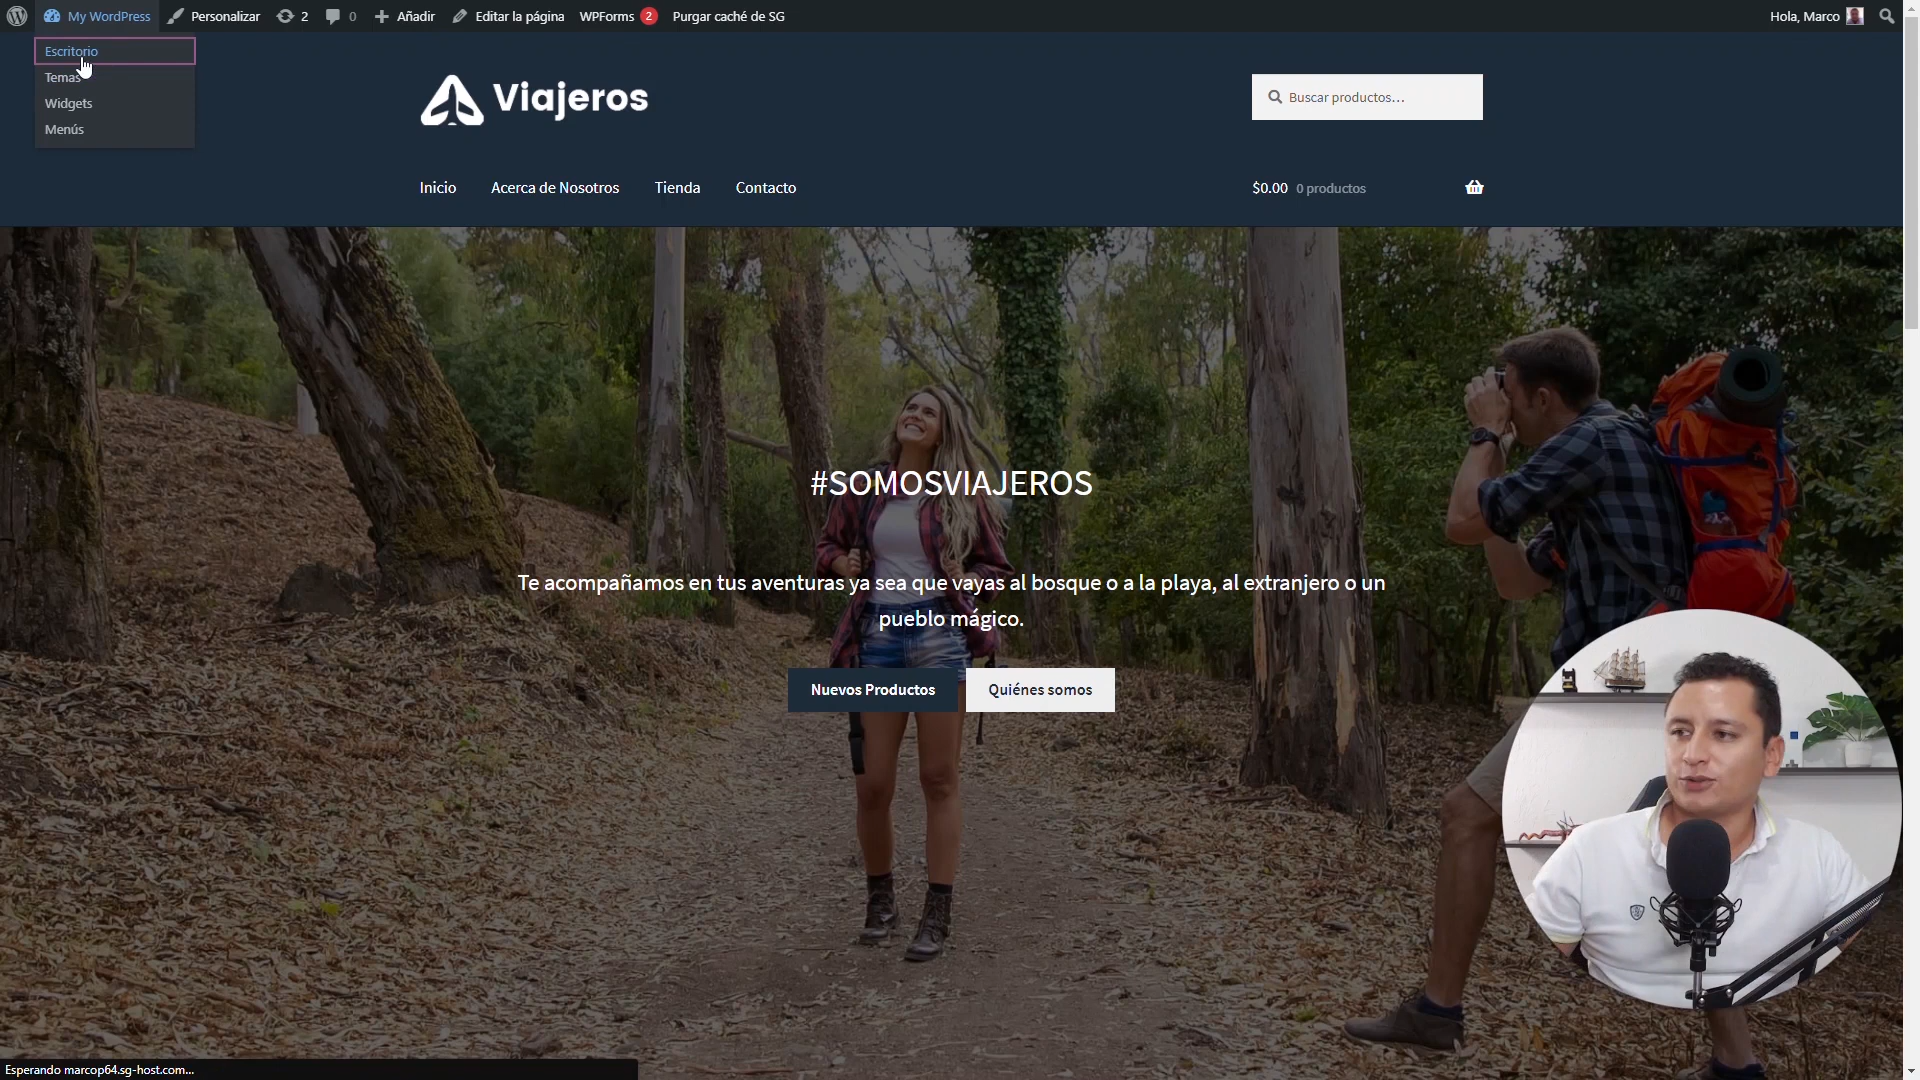 My WordPress Personalizar 2 0 Añadir Editar la página WPForms 2 Purgar caché de SG Hola, Marco
Escritorio
Temas
Widgets
Menús
Viajeros
Buscar productos…
Inicio Acerca de Nosotros Tienda Contacto $0.00 0 productos
#SOMOSVIAJEROS
Te acompañamos en tus aventuras ya sea que vayas al bosque o a la playa, al extranjero o un
pueblo mágico.
Nuevos Productos Quiénes somos
Esperando marcop64.sg-host.com...